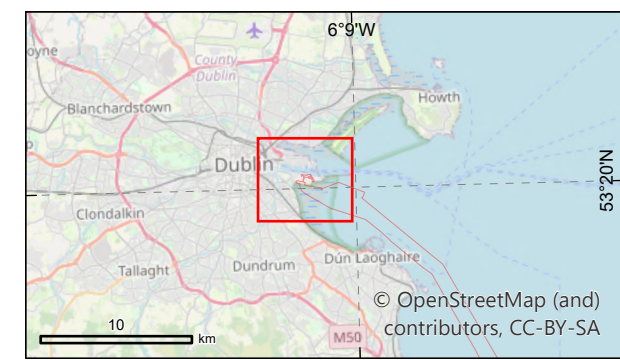 6°9'W
oyne
County
Dublin
Howth
Blanchardstown
Dublin
53°20'N
Clondalkin
Tallaght
Dundrum
Dún Laoghaire
10
km
M50
© OpenStreetMap (and)
contributors, CC-BY-SA